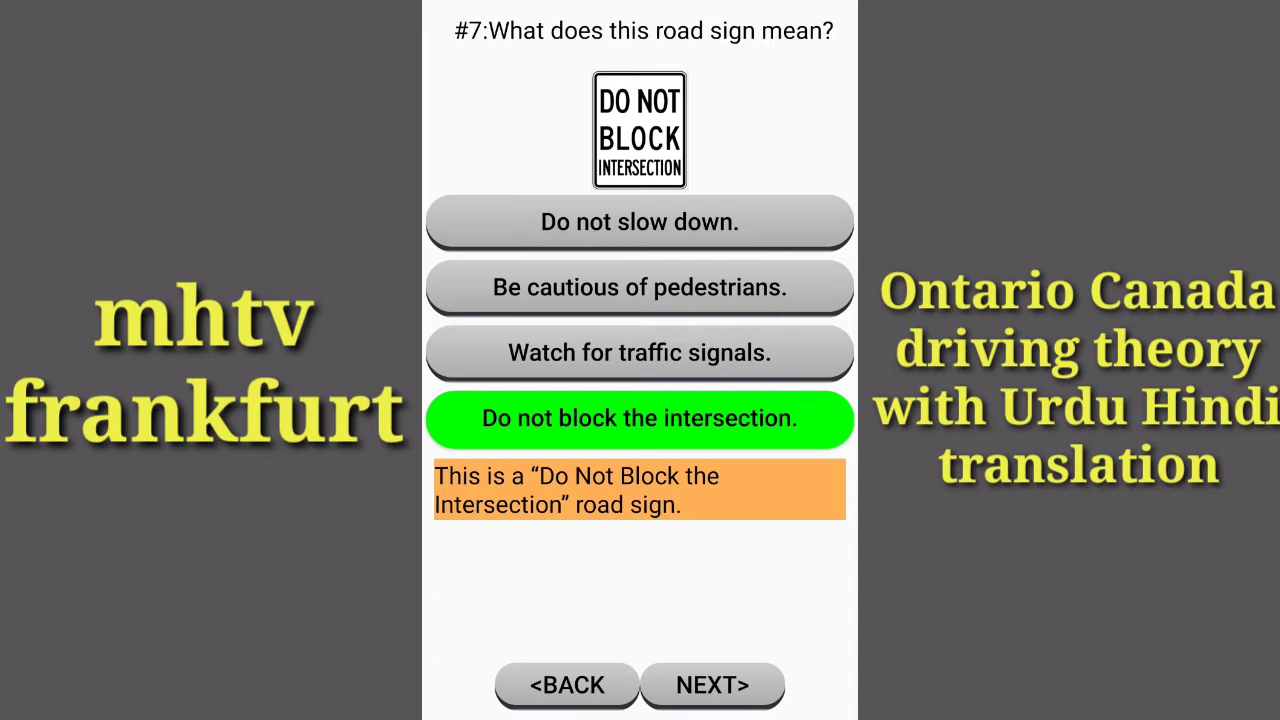 #7:What does this road sign mean?
DO NOT
BLOCK
INTERSECTION
Do not slow down.
Be cautious of pedestrians.
Watch for traffic signals.
Do not block the intersection.
This is a “Do Not Block the
Intersection” road sign.
<BACK
NEXT>
mhtv
frankfurt
Ontario Canada
driving theory
with Urdu Hindi
translation